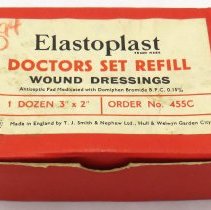 Elastoplast
TRADE MARK
DOCTORS SET REFILL
WOUND DRESSINGS
Antiseptic Pad Medicated with Domiphen Bromide B.P.C. 0.15%
1 DOZEN 3" x 2" ORDER No. 45SC
Made in England by T. J. Smith & Nephew Ltd., Hull & Welwyn Garden City